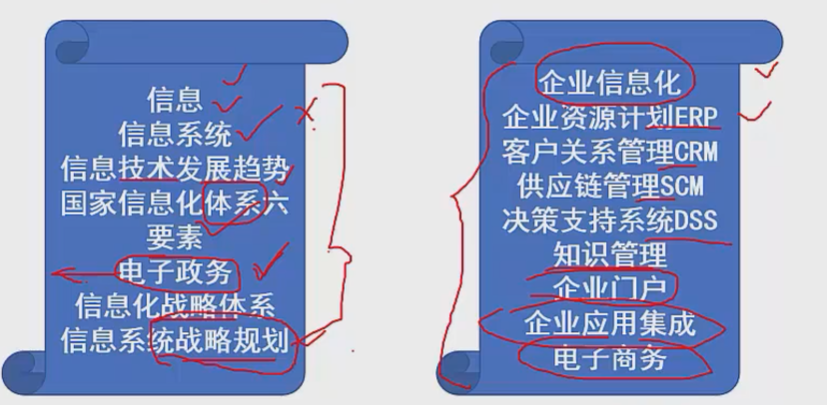 信息
信息系统
信息技术发展趋势
国家信息化体系六
要素
电子政务
信息化战略体系
信息系统战略规划
企业信息化
企业资源计划ERP
客户关系管理CRM
供应链管理SCM
决策支持系统DSS
知识管理
企业门户
企业应用集成
电子商务